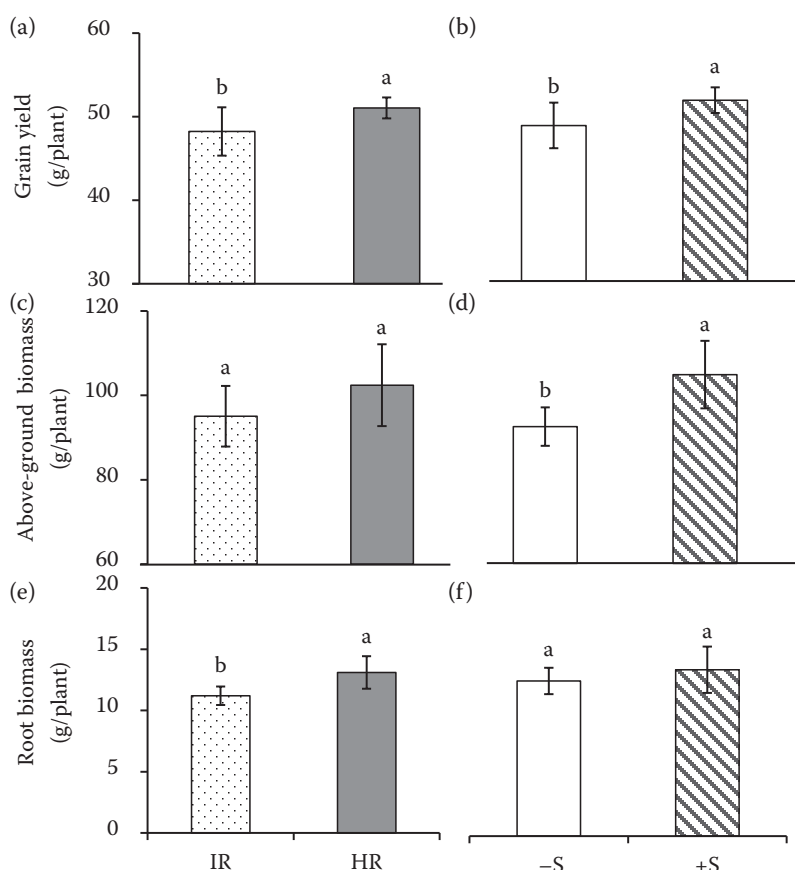 (a)
(b)
60
50
40
30
Grain yield
(g/plant)
b
a
b
a
(c)
(d)
120
100
80
60
Above-ground biomass
(g/plant)
a
a
b
a
(e)
(f)
20
15
10
5
0
Root biomass
(g/plant)
b
a
a
a
IR
HR
–S
+S